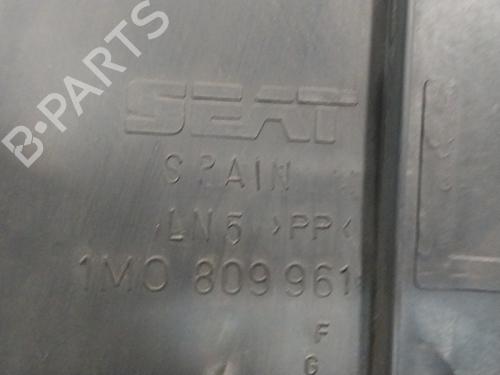 B-PARTS
SEAT
SPAIN
LN5 >PP<
1M0 809 961
F
G